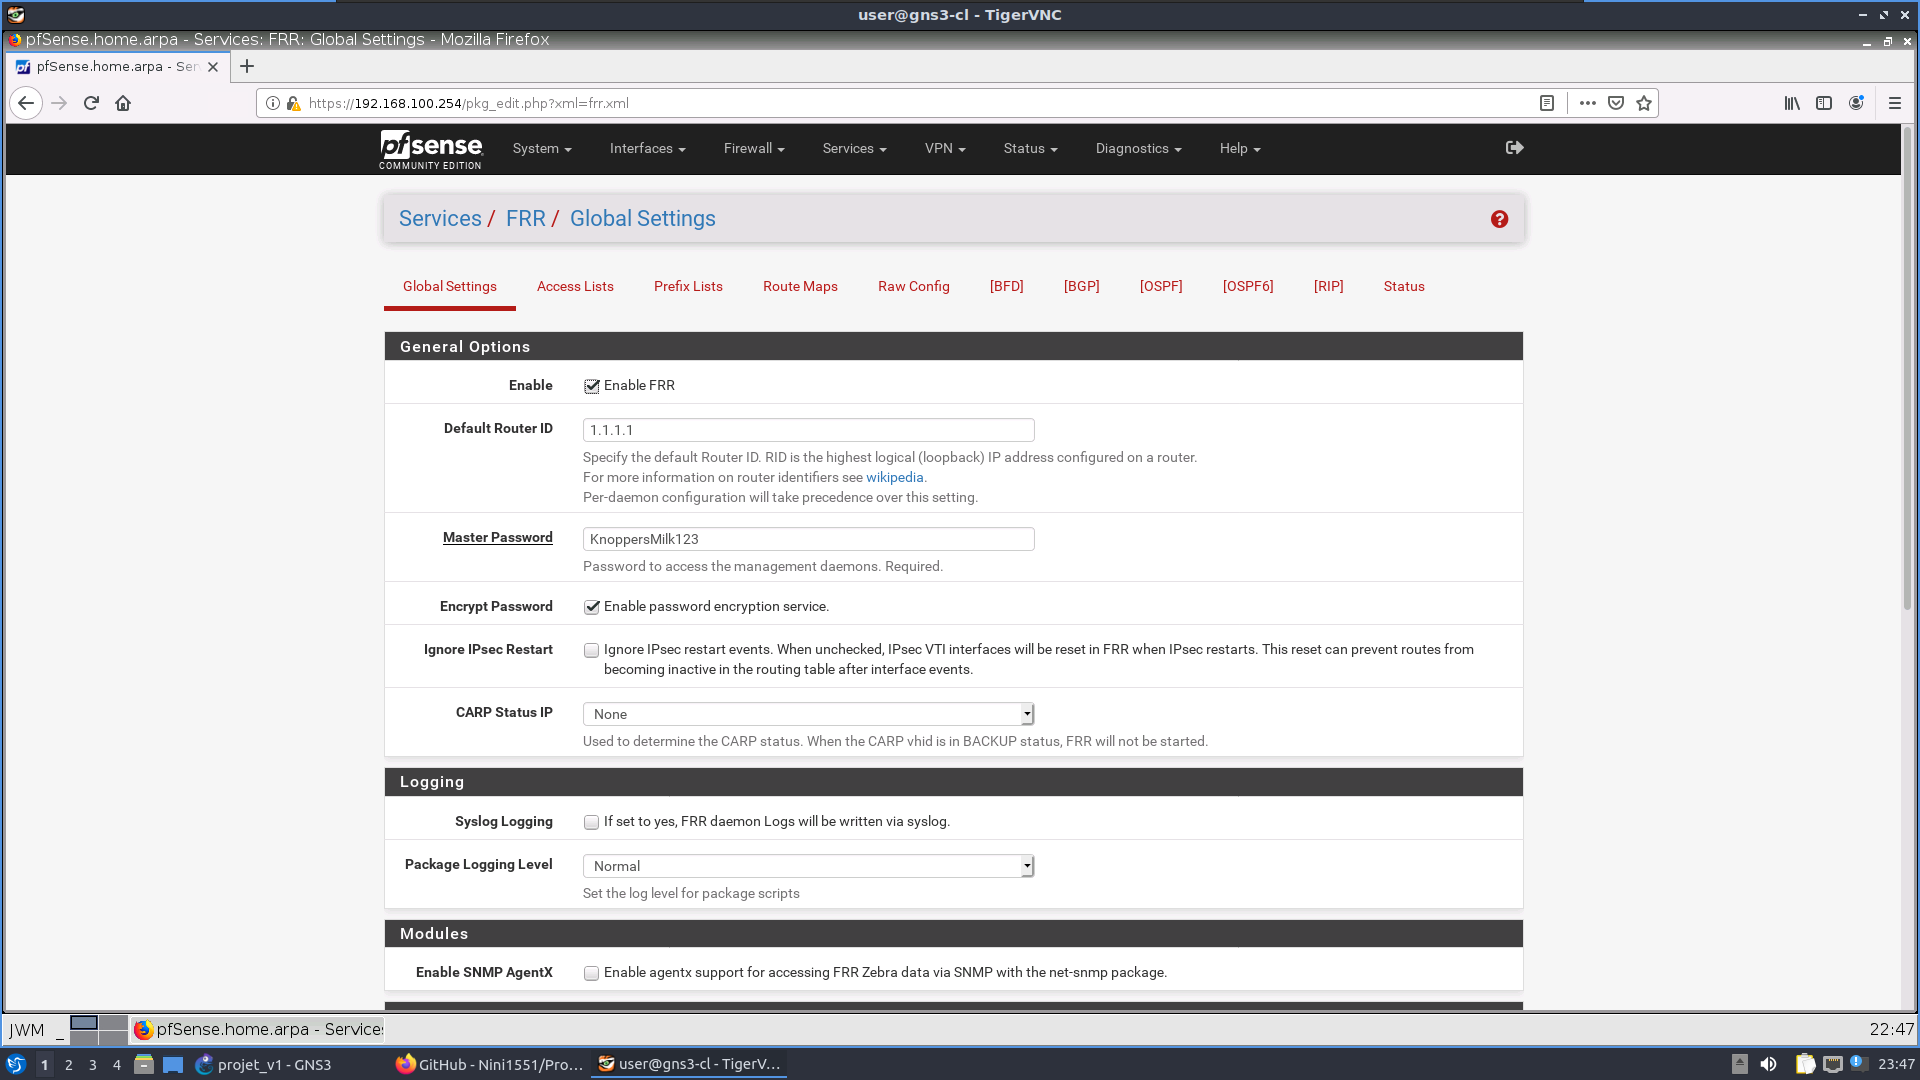 user@gns3-cl - TigerVNC
pfSense.home.arpa - Services: FRR: Global Settings - Mozilla Firefox
pfSense.home.arpa - Ser
https://192.168.100.254/pkg_edit.php?xml=frr.xml
pfsense COMMUNITY EDITION System Interfaces Firewall Services VPN Status Diagnostics Help
Services / FRR / Global Settings
Global Settings Access Lists Prefix Lists Route Maps Raw Config [BFD] [BGP] [OSPF] [OSPF6] [RIP] Status
General Options
Enable Enable FRR
Default Router ID 1.1.1.1
Specify the default Router ID. RID is the highest logical (loopback) IP address configured on a router.
For more information on router identifiers see wikipedia.
Per-daemon configuration will take precedence over this setting.
Master Password KnoppersMilk123
Password to access the management daemons. Required.
Encrypt Password Enable password encryption service.
Ignore IPsec Restart Ignore IPsec restart events. When unchecked, IPsec VTI interfaces will be reset in FRR when IPsec restarts. This reset can prevent routes from
becoming inactive in the routing table after interface events.
CARP Status IP None
Used to determine the CARP status. When the CARP vhid is in BACKUP status, FRR will not be started.
Logging
Syslog Logging If set to yes, FRR daemon Logs will be written via syslog.
Package Logging Level Normal
Set the log level for package scripts
Modules
Enable SNMP AgentX Enable agentx support for accessing FRR Zebra data via SNMP with the net-snmp package.
JWM _ pfSense.home.arpa - Services 22:47
1 2 3 4 projet_v1 - GNS3 GitHub - Nini1551/Pro... user@gns3-cl - TigerV... 23:47